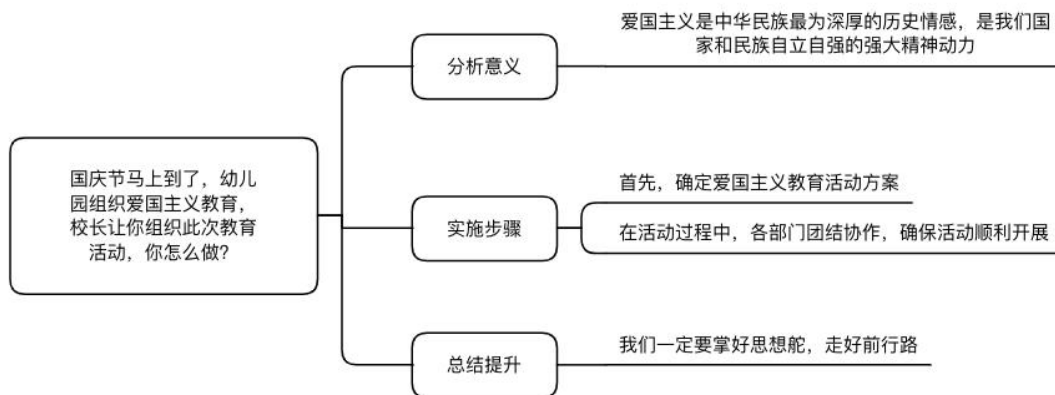 国庆节马上到了，幼儿
园组织爱国主义教育，
校长让你组织此次教育
活动，你怎么做？
分析意义
爱国主义是中华民族最为深厚的历史情感，是我们国
家和民族自立自强的强大精神动力
实施步骤
首先，确定爱国主义教育活动方案
在活动过程中，各部门团结协作，确保活动顺利开展
总结提升
我们一定要掌好思想舵，走好前行路